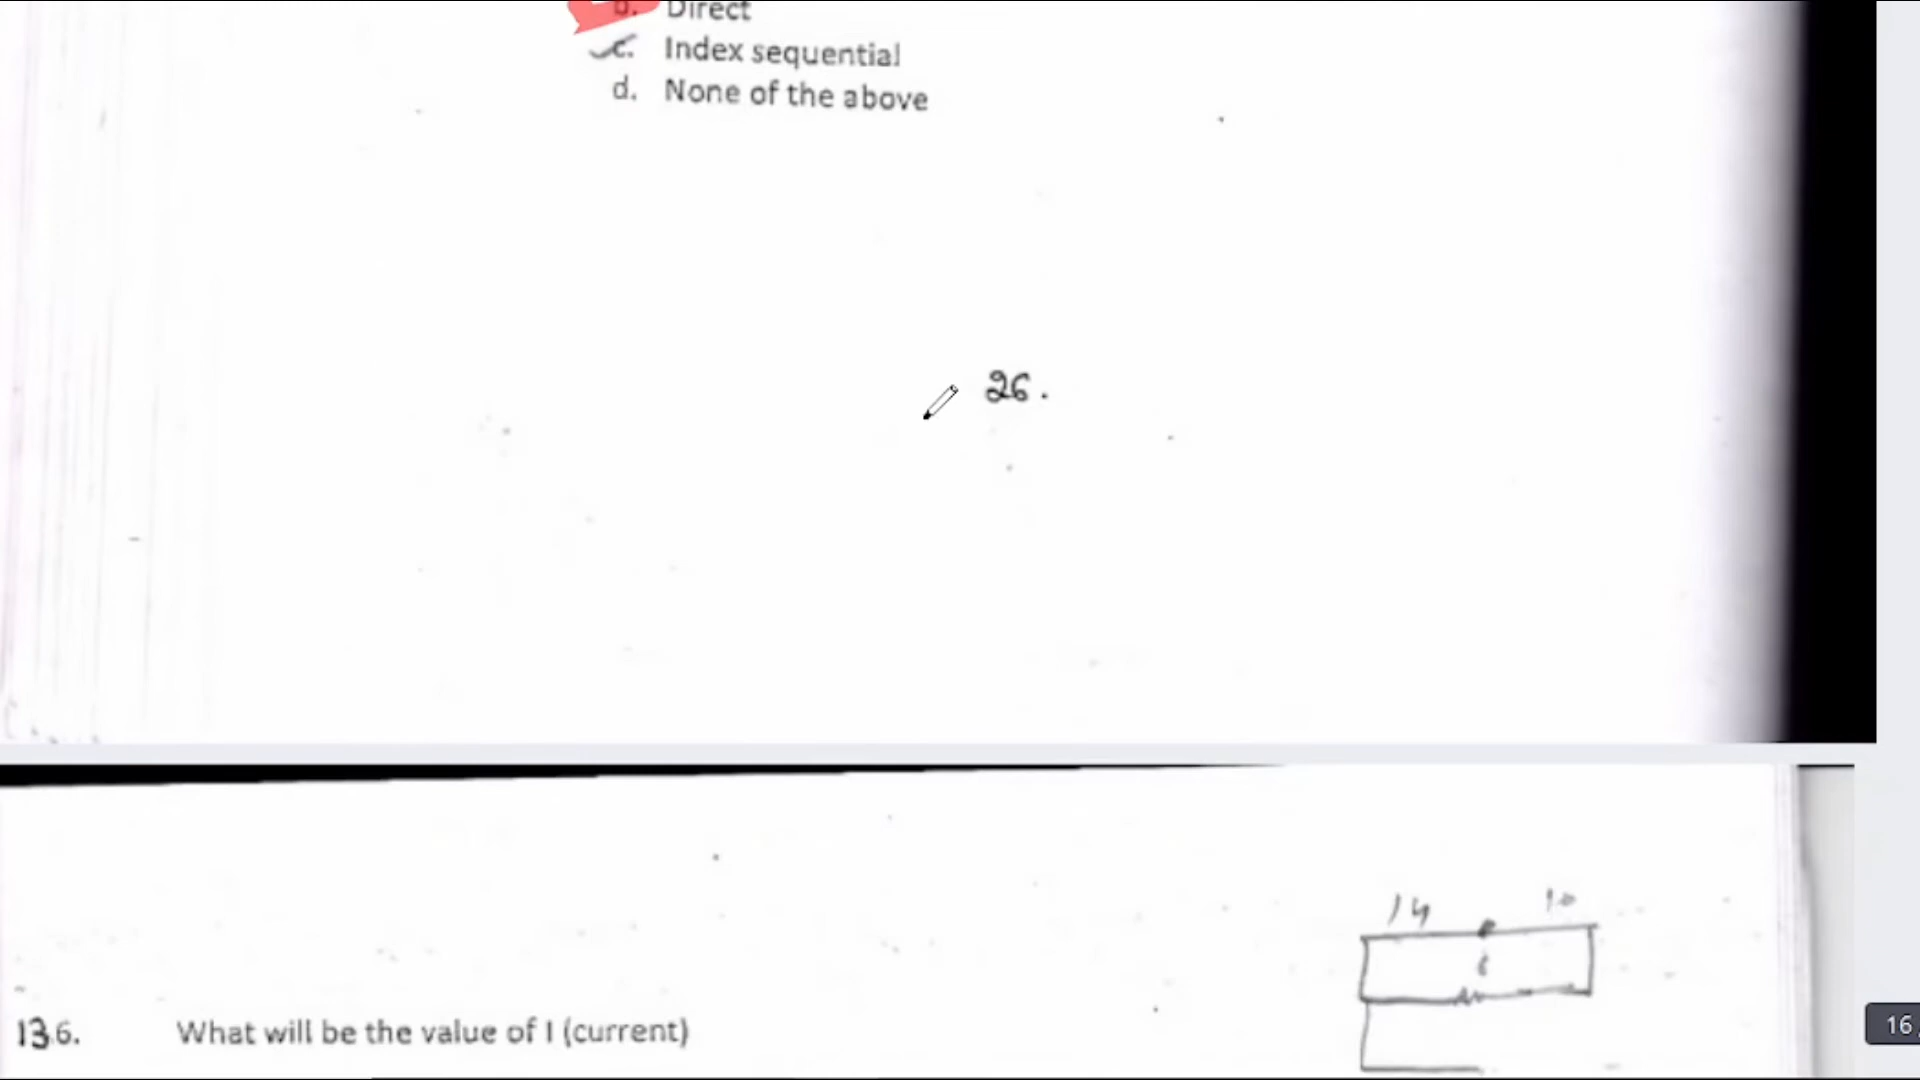 b. Direct
c. Index sequential
d. None of the above
26.
14 10
136. What will be the value of I (current)
16